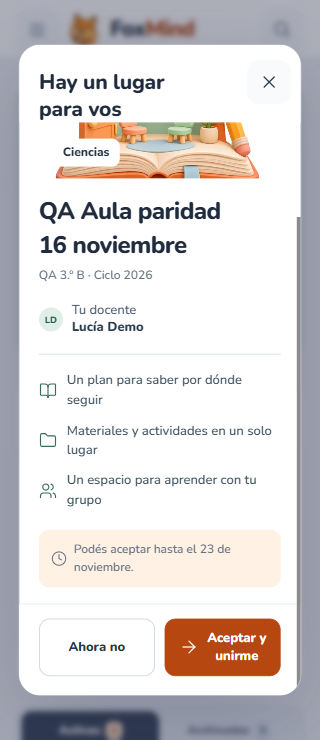 FoxMind
Hay un lugar
para vos
Ciencias
QA Aula paridad
16 noviembre
QA 3.º B · Ciclo 2026
LD
Tu docente
Lucía Demo
Un plan para saber por dónde
seguir
Materiales y actividades en un solo
lugar
Un espacio para aprender con tu
grupo
Podés aceptar hasta el 23 de
noviembre.
Ahora no
Aceptar y
unirme